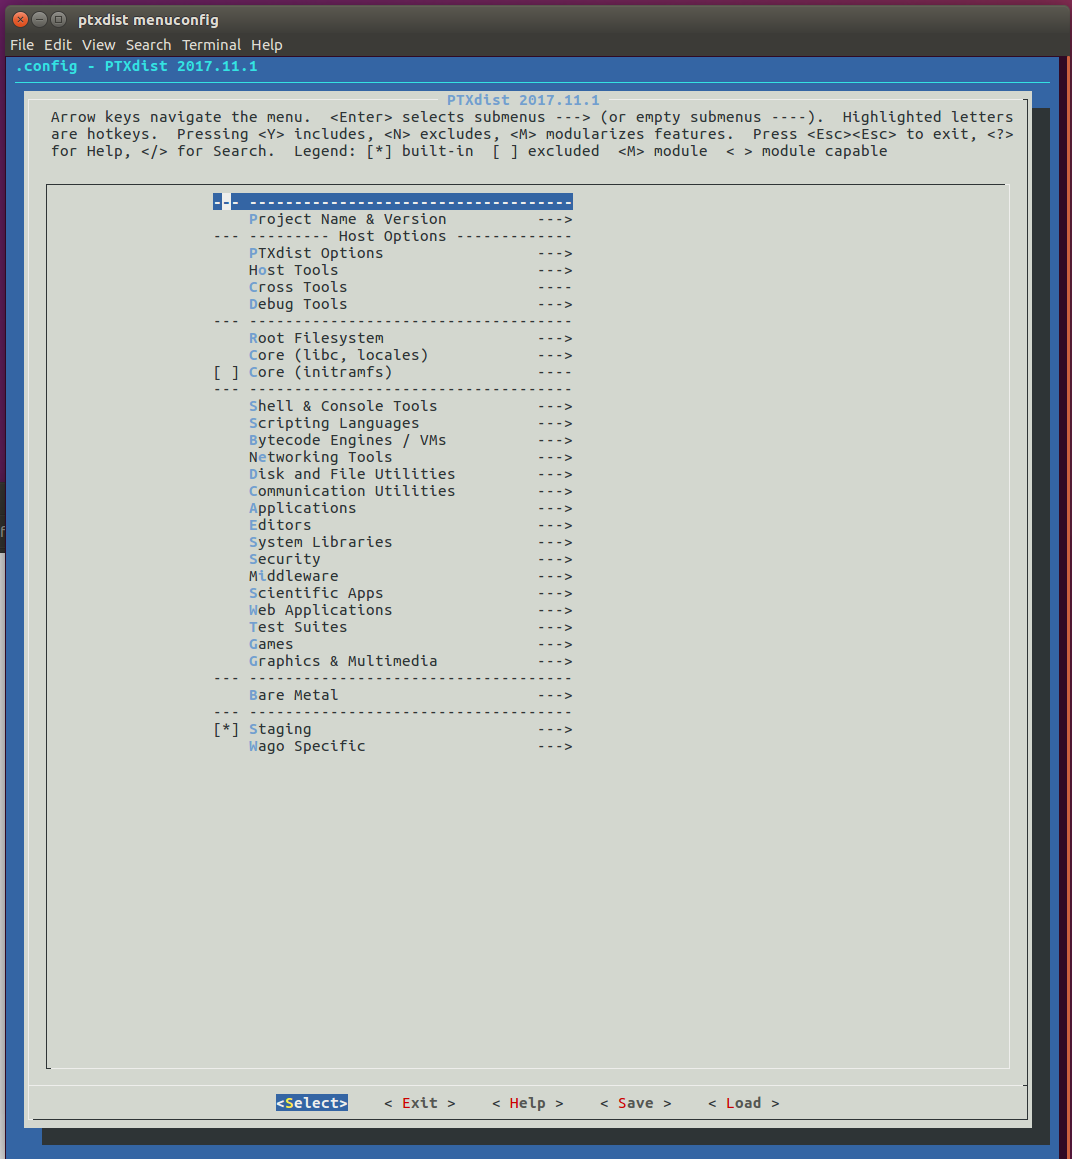 ptxdist menuconfig
File Edit View Search Terminal Help
.config - PTXdist 2017.11.1
PTXdist 2017.11.1
Arrow keys navigate the menu.  <Enter> selects submenus ---> (or empty submenus ----).  Highlighted letters
are hotkeys.  Pressing <Y> includes, <N> excludes, <M> modularizes features.  Press <Esc><Esc> to exit, <?>
for Help, </> for Search.  Legend: [*] built-in  [ ] excluded  <M> module  < > module capable
--- ------------------------------------
Project Name & Version          --->
--- --------- Host Options -------------
PTXdist Options                 --->
Host Tools                      --->
Cross Tools                     ----
Debug Tools                     --->
--- ------------------------------------
Root Filesystem                 --->
Core (libc, locales)            --->
[ ] Core (initramfs)                ----
--- ------------------------------------
Shell & Console Tools           --->
Scripting Languages             --->
Bytecode Engines / VMs          --->
Networking Tools                --->
Disk and File Utilities         --->
Communication Utilities         --->
Applications                    --->
Editors                         --->
System Libraries                --->
Security                        --->
Middleware                      --->
Scientific Apps                 --->
Web Applications                --->
Test Suites                     --->
Games                           --->
Graphics & Multimedia           --->
--- ------------------------------------
Bare Metal                      --->
--- ------------------------------------
[*] Staging                         --->
Wago Specific                   --->
<Select>    < Exit >    < Help >    < Save >    < Load >